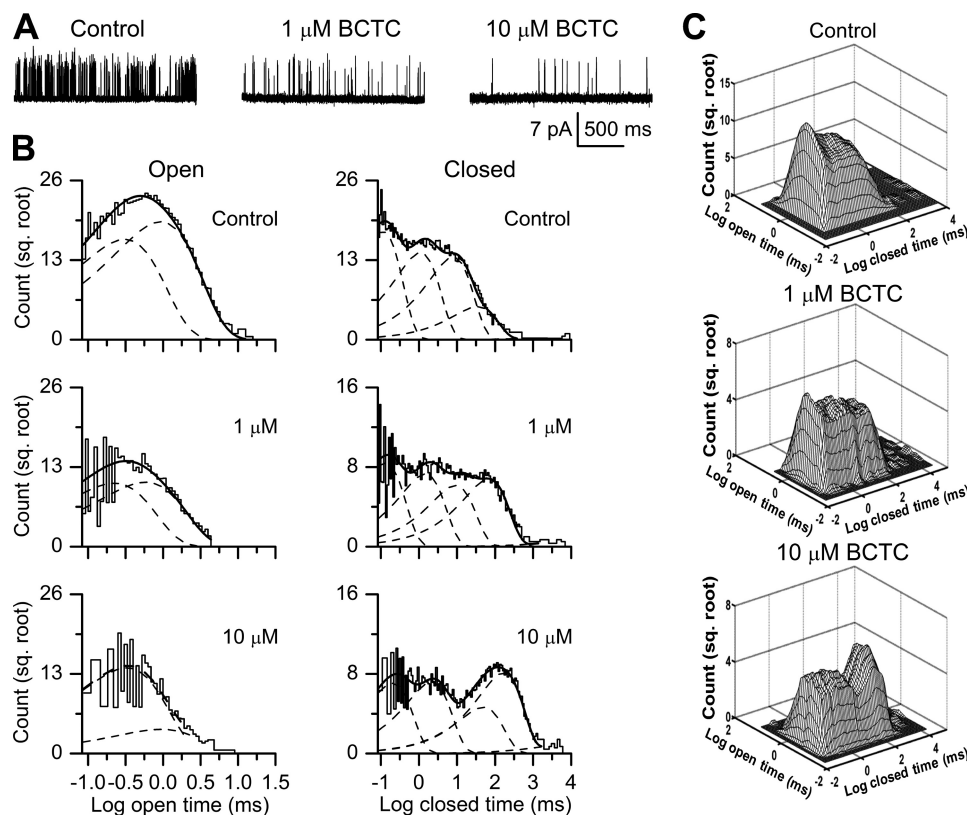 A
Control
1 μM BCTC
10 μM BCTC
7 pA
500 ms
B
Open
Closed
Count (sq. root)
26
13
0
Control
26
13
0
Control
Count (sq. root)
26
13
0
1 μM
16
8
0
1 μM
Count (sq. root)
26
13
0
10 μM
16
8
0
10 μM
-1.0 -0.5 0.0 0.5 1.0 1.5
Log open time (ms)
-1 0 1 2 3 4
Log closed time (ms)
C
Control
Count (sq. root)
15
10
5
0
2
0
-2
Log open time (ms)
-2 0 2 4
Log closed time (ms)
1 μM BCTC
Count (sq. root)
8
4
0
2
0
-2
Log open time (ms)
-2 0 2 4
Log closed time (ms)
10 μM BCTC
Count (sq. root)
8
4
0
2
0
-2
Log open time (ms)
-2 0 2 4
Log closed time (ms)